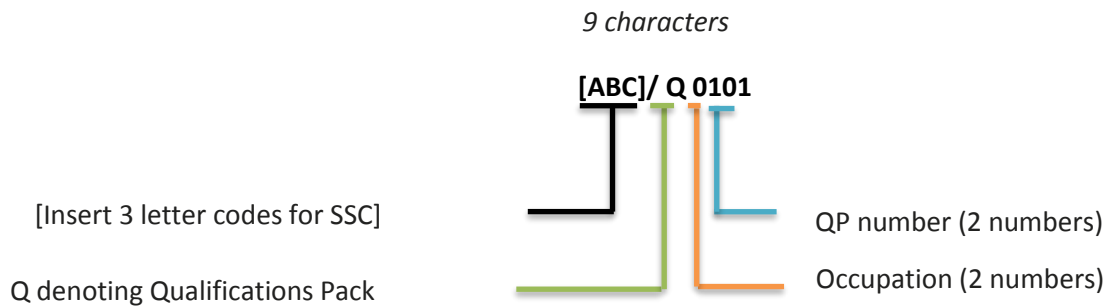 9 characters
[ABC]/ Q 0101
[Insert 3 letter codes for SSC]
QP number (2 numbers)
Q denoting Qualifications Pack
Occupation (2 numbers)